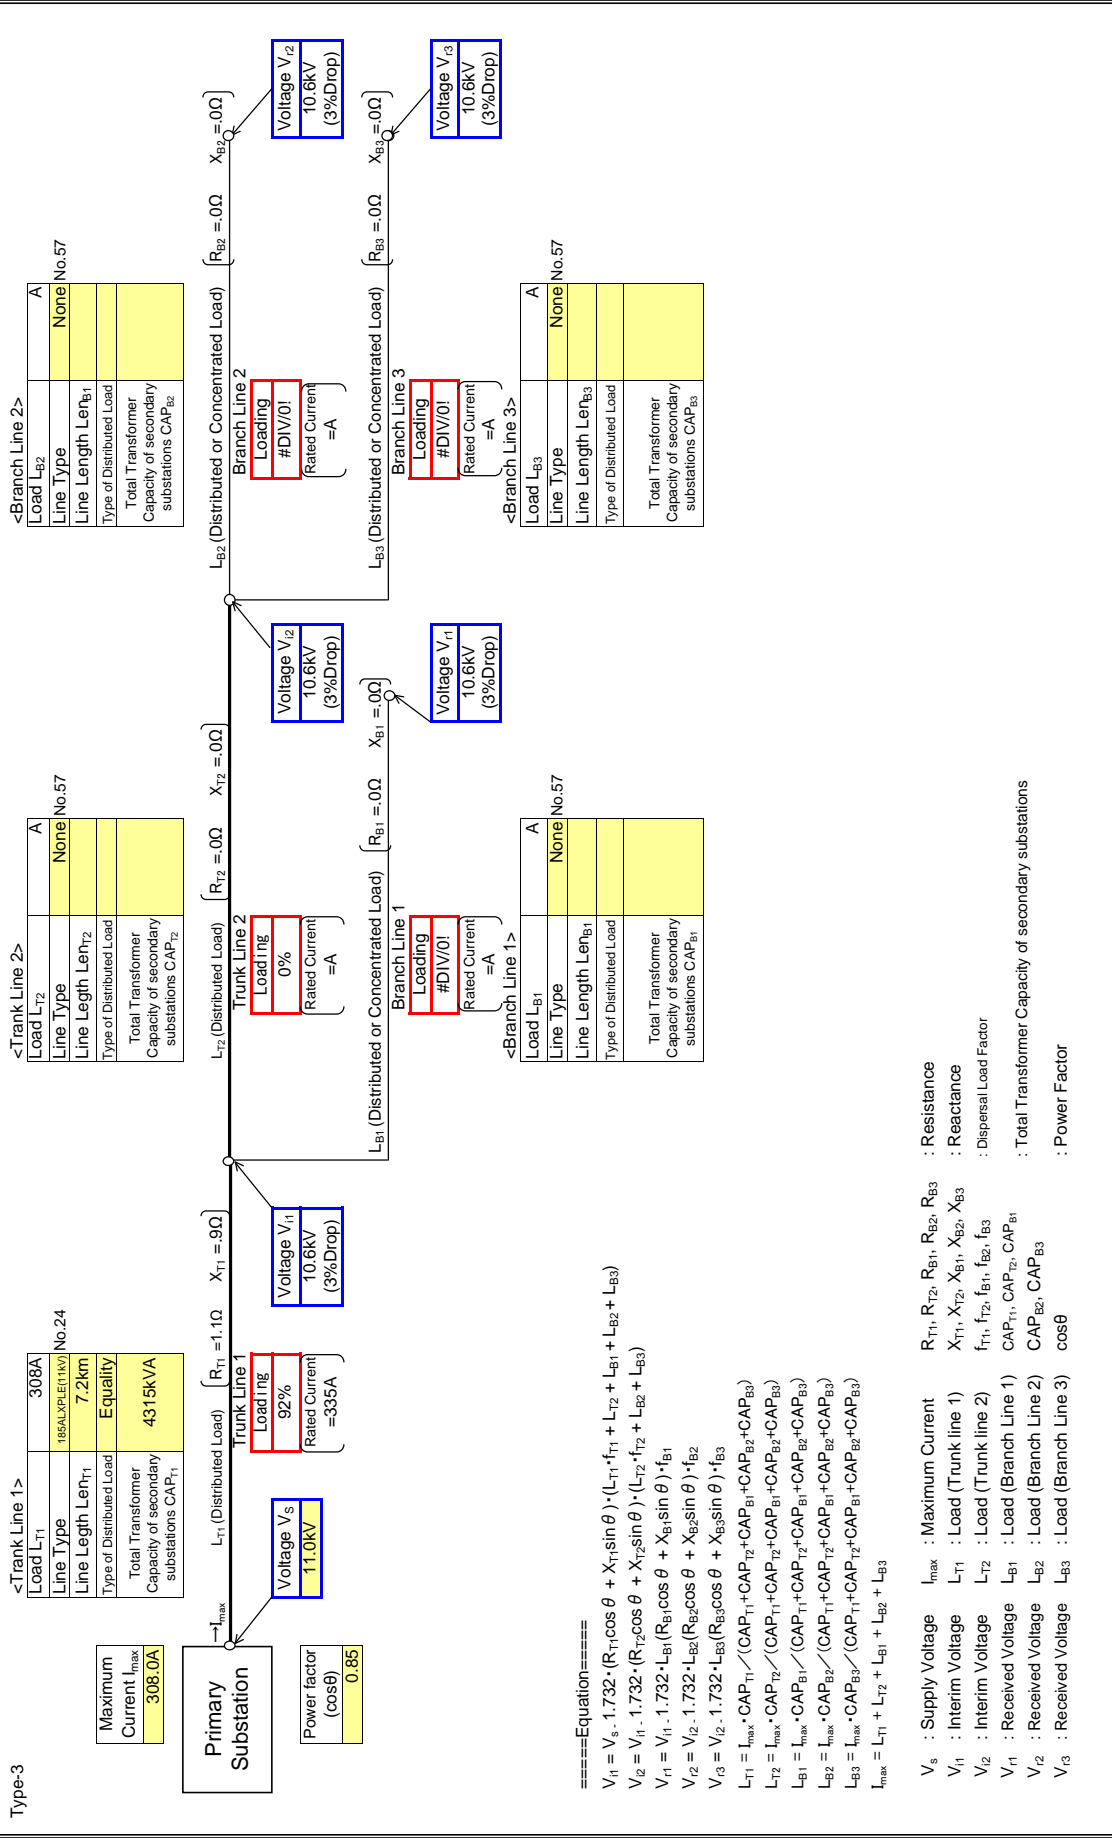 Type-3
Maximum
Current Imax
308.0A
Primary
Substation
Power factor
(cosθ)
0.85
→Imax
Voltage VS
11.0kV
<Trank Line 1>
Load LT1 308A
Line Type 185ALXPLE(11kV) No.24
Line Legth LenT1 7.2km
Type of Distributed Load Equality
Total Transformer
Capacity of secondary
substations CAPT1
4315kVA
LT1 (Distributed Load) RT1 =1.1Ω XT1 =.9Ω
Trunk Line 1
Loading
92%
Rated Current
=335A
Voltage Vi1
10.6kV
(3%Drop)
<Trank Line 2>
Load LT2 A
Line Type None No.57
Line Legth LenT2
Type of Distributed Load
Total Transformer
Capacity of secondary
substations CAPT2
LT2 (Distributed Load) RT2 =.0Ω XT2 =.0Ω
Trunk Line 2
Loading
0%
Rated Current
=A
Voltage Vi2
10.6kV
(3%Drop)
LB1 (Distributed or Concentrated Load) RB1 =.0Ω XB1 =.0Ω
Branch Line 1
Loading
#DIV/0!
Rated Current
=A
Voltage Vr1
10.6kV
(3%Drop)
<Branch Line 1>
Load LB1 A
Line Type None No.57
Line Length LenB1
Type of Distributed Load
Total Transformer
Capacity of secondary
substations CAPB1
<Branch Line 2>
Load LB2 A
Line Type None No.57
Line Length LenB1
Type of Distributed Load
Total Transformer
Capacity of secondary
substations CAPB2
LB2 (Distributed or Concentrated Load) RB2 =.0Ω XB2 =.0Ω
Branch Line 2
Loading
#DIV/0!
Rated Current
=A
Voltage Vr2
10.6kV
(3%Drop)
LB3 (Distributed or Concentrated Load) RB3 =.0Ω XB3 =.0Ω
Branch Line 3
Loading
#DIV/0!
Rated Current
=A
Voltage Vr3
10.6kV
(3%Drop)
<Branch Line 3>
Load LB3 A
Line Type None No.57
Line Length LenB3
Type of Distributed Load
Total Transformer
Capacity of secondary
substations CAPB3
=====Equation=====
Vi1 = VS - 1.732・(RT1cosθ + XT1sinθ)・(LT1・fT1 + LT2 + LB1 + LB2 + LB3)
Vi2 = Vi1 - 1.732・(RT2cosθ + XT2sinθ)・(LT2・fT2 + LB2 + LB3)
Vr1 = Vi1 - 1.732・LB1(RB1cosθ + XB1sinθ)・fB1
Vr2 = Vi2 - 1.732・LB2(RB2cosθ + XB2sinθ)・fB2
Vr3 = Vi2 - 1.732・LB3(RB3cosθ + XB3sinθ)・fB3
LT1 = Imax・CAPT1／(CAPT1+CAPT2+CAPB1+CAPB2+CAPB3)
LT2 = Imax・CAPT2／(CAPT1+CAPT2+CAPB1+CAPB2+CAPB3)
LB1 = Imax・CAPB1／(CAPT1+CAPT2+CAPB1+CAPB2+CAPB3)
LB2 = Imax・CAPB2／(CAPT1+CAPT2+CAPB1+CAPB2+CAPB3)
LB3 = Imax・CAPB3／(CAPT1+CAPT2+CAPB1+CAPB2+CAPB3)
Imax = LT1 + LT2 + LB1 + LB2 + LB3
Vs : Supply Voltage Imax : Maximum Current RT1, RT2, RB1, RB2, RB3 : Resistance
Vi1 : Interim Voltage LT1 : Load (Trunk line 1) XT1, XT2, XB1, XB2, XB3 : Reactance
Vi2 : Interim Voltage LT2 : Load (Trunk line 2) fT1, fT2, fB1, fB2, fB3 : Dispersal Load Factor
Vr1 : Received Voltage LB1 : Load (Branch Line 1) CAPT1, CAPT2, CAPB1 : Total Transformer Capacity of secondary substations
Vr2 : Received Voltage LB2 : Load (Branch Line 2) CAPB2, CAPB3
Vr3 : Received Voltage LB3 : Load (Branch Line 3) cosθ : Power Factor